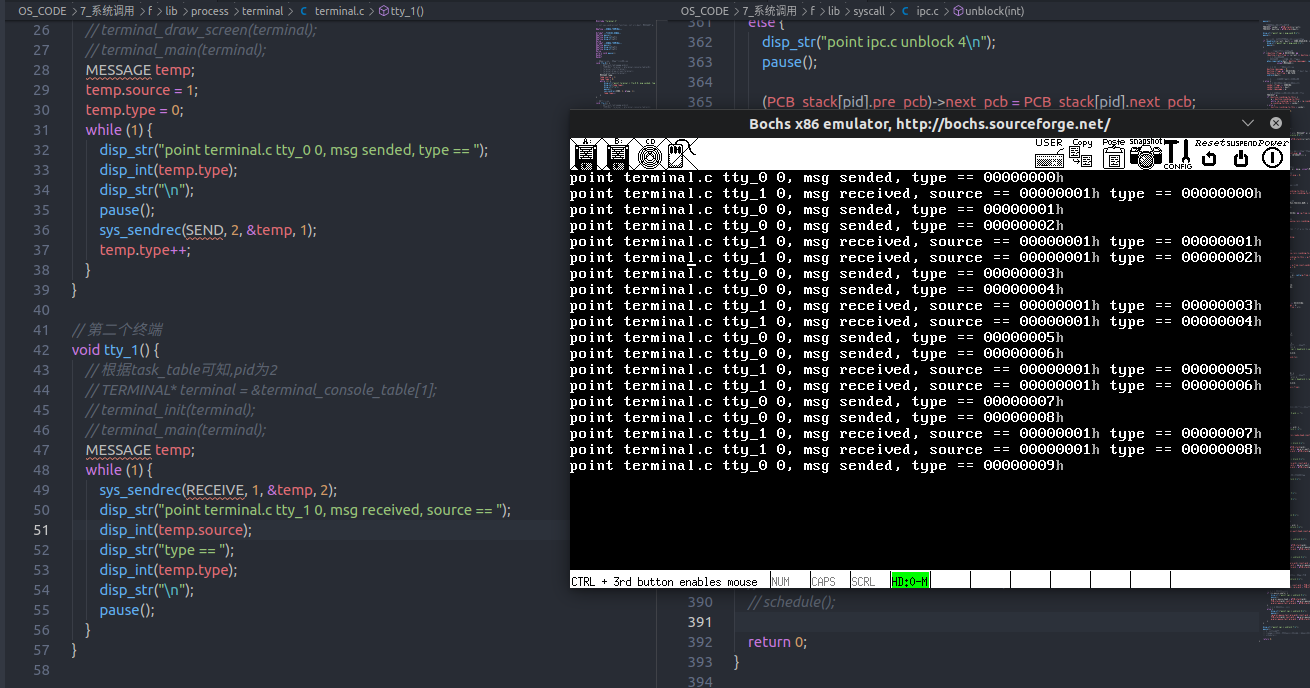 OS_CODE > 7_系统调用 > f > lib > process > terminal > C terminal.c > tty_1()
26 // terminal_draw_screen(terminal);
27 // terminal_main(terminal);
28 MESSAGE temp;
29 temp.source = 1;
30 temp.type = 0;
31 while (1) {
32 disp_str("point terminal.c tty_0 0, msg sended, type == ");
33 disp_int(temp.type);
34 disp_str("\n");
35 pause();
36 sys_sendrec(SEND, 2, &temp, 1);
37 temp.type++;
38 }
39 }
40
41 // 第二个终端
42 void tty_1() {
43 // 根据task_table可知,pid为2
44 // TERMINAL* terminal = &terminal_console_table[1];
45 // terminal_init(terminal);
46 // terminal_main(terminal);
47 MESSAGE temp;
48 while (1) {
49 sys_sendrec(RECEIVE, 1, &temp, 2);
50 disp_str("point terminal.c tty_1 0, msg received, source == ");
51 disp_int(temp.source);
52 disp_str("type == ");
53 disp_int(temp.type);
54 disp_str("\n");
55 pause();
56 }
57 }
58
OS_CODE > 7_系统调用 > f > lib > syscall > C ipc.c > unblock(int)
361 else {
362 disp_str("point ipc.c unblock 4\n");
363 pause();
364
365 (PCB_stack[pid].pre_pcb)->next_pcb = PCB_stack[pid].next_pcb;
Bochs x86 emulator, http://bochs.sourceforge.net/
A: B: CD USER Copy Paste Snapshot CONFIG Reset SUSPEND Power
point terminal.c tty_0 0, msg sended, type == 00000000h
point terminal.c tty_1 0, msg received, source == 00000001h type == 00000000h
point terminal.c tty_0 0, msg sended, type == 00000001h
point terminal.c tty_0 0, msg sended, type == 00000002h
point terminal.c tty_1 0, msg received, source == 00000001h type == 00000001h
point terminal.c tty_1 0, msg received, source == 00000001h type == 00000002h
point terminal.c tty_0 0, msg sended, type == 00000003h
point terminal.c tty_0 0, msg sended, type == 00000004h
point terminal.c tty_1 0, msg received, source == 00000001h type == 00000003h
point terminal.c tty_1 0, msg received, source == 00000001h type == 00000004h
point terminal.c tty_0 0, msg sended, type == 00000005h
point terminal.c tty_0 0, msg sended, type == 00000006h
point terminal.c tty_1 0, msg received, source == 00000001h type == 00000005h
point terminal.c tty_1 0, msg received, source == 00000001h type == 00000006h
point terminal.c tty_0 0, msg sended, type == 00000007h
point terminal.c tty_0 0, msg sended, type == 00000008h
point terminal.c tty_1 0, msg received, source == 00000001h type == 00000007h
point terminal.c tty_1 0, msg received, source == 00000001h type == 00000008h
point terminal.c tty_0 0, msg sended, type == 00000009h
CTRL + 3rd button enables mouse NUM CAPS SCRL HD:0-M
390 // schedule();
391
392 return 0;
393 }
394